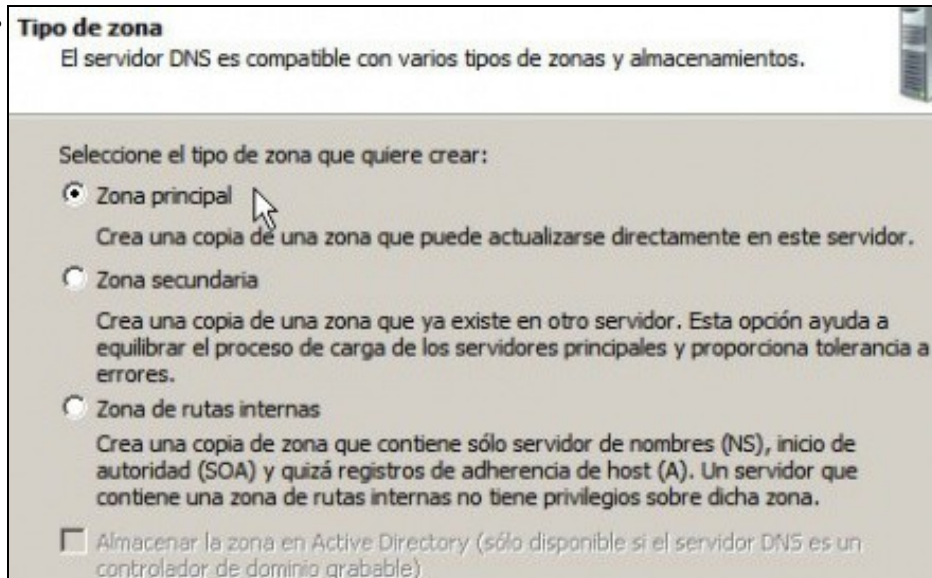 Tipo de zona
El servidor DNS es compatible con varios tipos de zonas y almacenamientos.
Seleccione el tipo de zona que quiere crear:
Zona principal
Crea una copia de una zona que puede actualizarse directamente en este servidor.
Zona secundaria
Crea una copia de una zona que ya existe en otro servidor. Esta opción ayuda a
equilibrar el proceso de carga de los servidores principales y proporciona tolerancia a
errores.
Zona de rutas internas
Crea una copia de zona que contiene sólo servidor de nombres (NS), inicio de
autoridad (SOA) y quizá registros de adherencia de host (A). Un servidor que
contiene una zona de rutas internas no tiene privilegios sobre dicha zona.
Almacenar la zona en Active Directory (sólo disponible si el servidor DNS es un
controlador de dominio grabable)